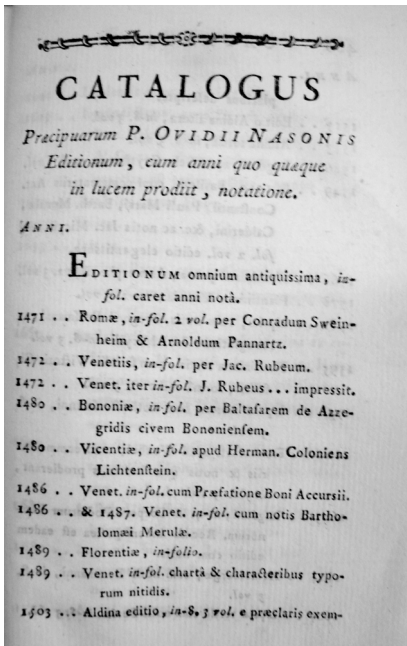 CATALOGUS
Præcipuarum P. OVIDII NASONIS
Editionum, cum anni quo quæque
in lucem prodiit, notatione.
ANNI.
EDITIONUM omnium antiquissima, in-
fol. caret anni notâ.
1471 . . Romæ, in-fol. 2 vol. per Conradum Swein-
heim & Arnoldum Pannartz.
1472 . . Venetiis, in-fol. per Jac. Rubeum.
1472 . . Venet. iter in-fol. J. Rubeus... impressit.
1480 . . Bononiæ, in-fol. per Baltaſarem de Azze-
gridis civem Bononienſem.
1480 . . Vicentiæ, in-fol. apud Herman. Coloniens
Lichtenſtein.
1486 . . Venet. in-fol. cum Præfatione Boni Accursii.
1486 . . & 1487. Venet. in-fol. cum notis Bartho-
lomæi Merulæ.
1489 . . Florentiæ, in-folio.
1489 . . Venet. in-fol. chartâ & characteribus typo-
rum nitidis.
1503 ... Aldina editio, in-8, 3 vol. e præclaris exem-